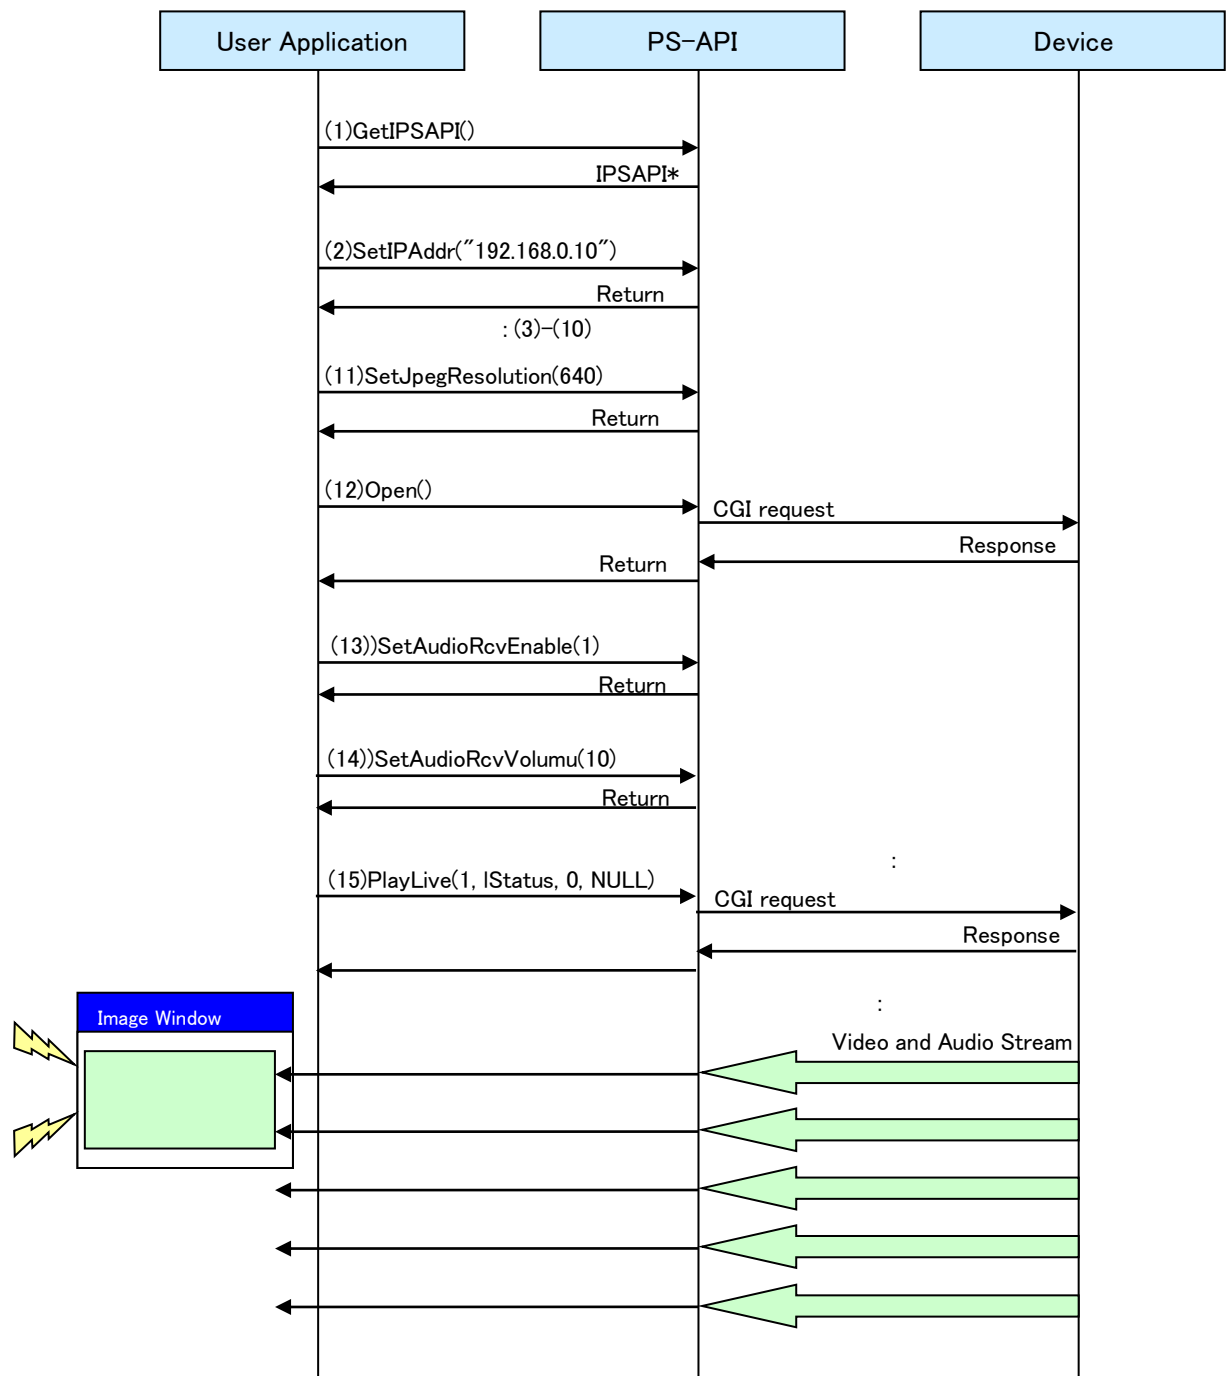 User Application
PS-API
Device
(1)GetIPSAPI()
IPSAPI*
(2)SetIPAddr("192.168.0.10")
Return
: (3)-(10)
(11)SetJpegResolution(640)
Return
(12)Open()
CGI request
Response
Return
(13))SetAudioRcvEnable(1)
Return
(14))SetAudioRcvVolumu(10)
Return
:
(15)PlayLive(1, lStatus, 0, NULL)
CGI request
Response
:
Image Window
Video and Audio Stream